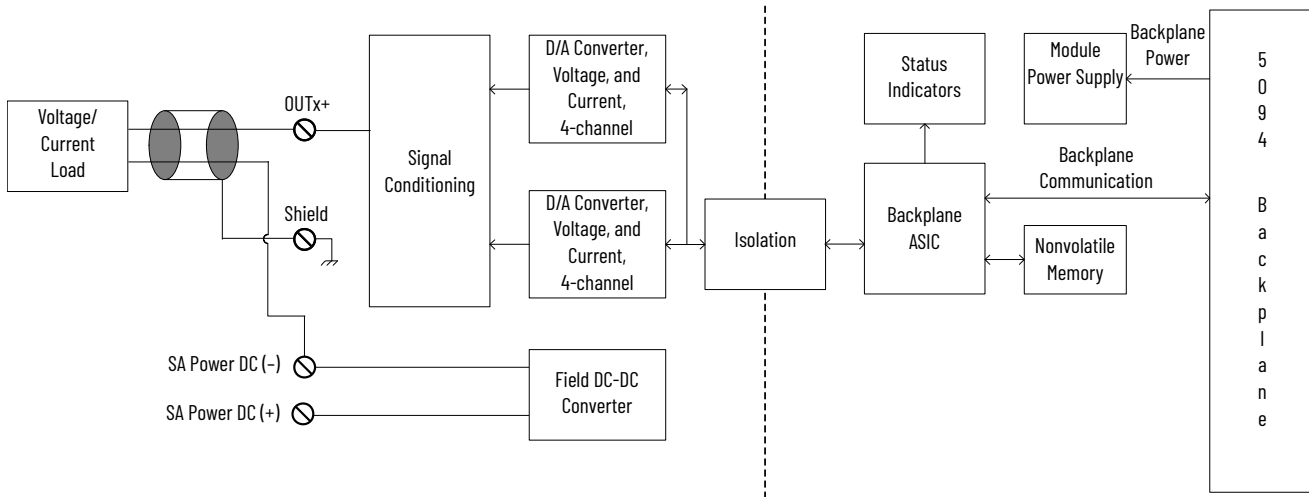 Voltage/
Current
Load
OUTx+
Shield
SA Power DC (–)
SA Power DC (+)
Signal
Conditioning
D/A Converter,
Voltage, and
Current,
4-channel
D/A Converter,
Voltage, and
Current,
4-channel
Field DC-DC
Converter
Isolation
Status
Indicators
Backplane
ASIC
Module
Power Supply
Backplane
Power
Backplane
Communication
Nonvolatile
Memory
5
0
9
4
B
a
c
k
p
l
a
n
e